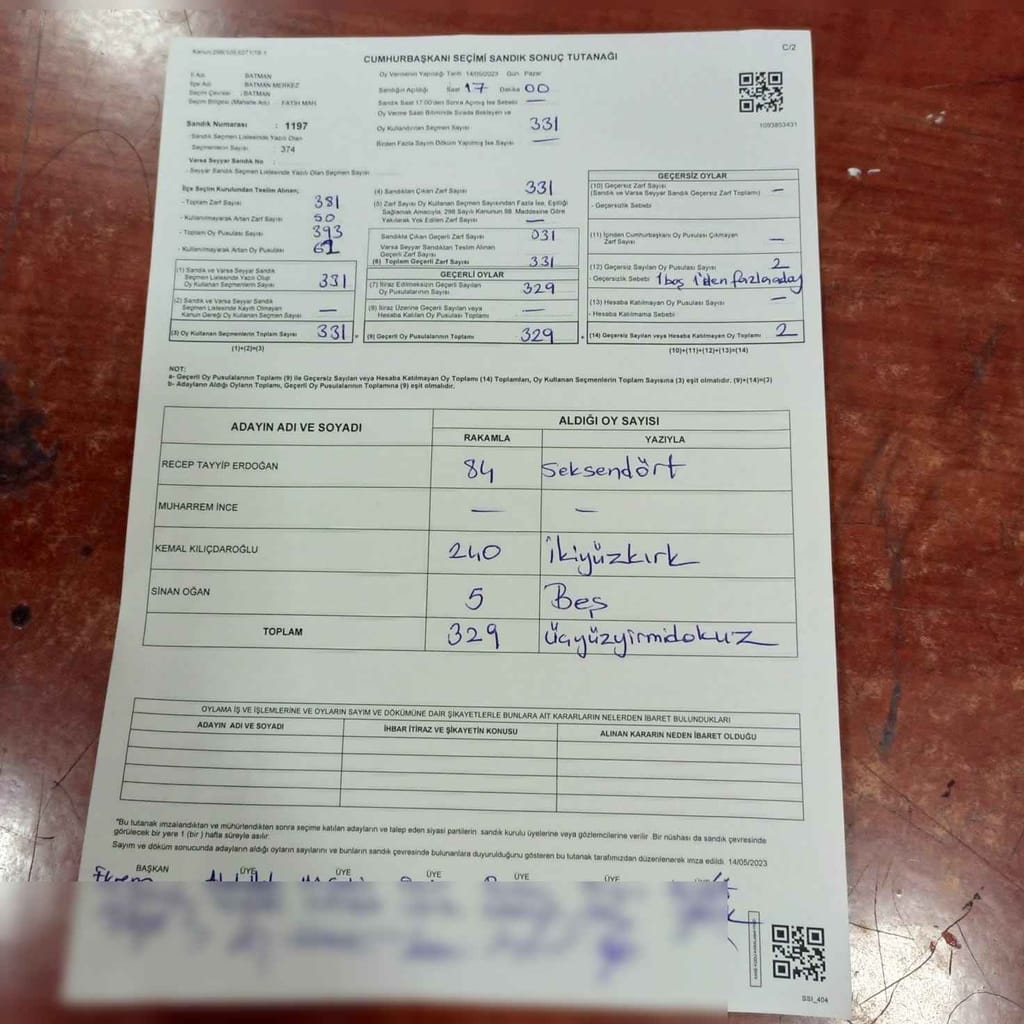 C/2
CUMHURBAŞKANI SEÇİMİ SANDIK SONUÇ TUTANAĞI
İl Adı : BATMAN
İlçe Adı : BATMAN MERKEZ
Seçim Çevresi : BATMAN
Seçim Bölgesi (Mahalle Adı) : FATİH MAH.
Sandık Numarası : 1197
Sandık Seçmen Listesinde Yazılı Olan
Seçmenlerin Sayısı : 374
Varsa Seyyar Sandık No :
Seyyar Sandık Seçmen Listesinde Yazılı Olan Seçmen Sayısı
Oy Vermenin Yapıldığı Tarih 14/05/2023 Gün Pazar
Sandığın Açıldığı Saat 17 Dakika 00
Sandık Saat 17:00'den Sonra Açılmış İse Sebebi —
Oy Verme Saati Bitiminde Sırada Bekleyen ve
Oy Kullandırılan Seçmen Sayısı 331
Birden Fazla Sayım Döküm Yapılmış İse Sayısı —
1093853431
İlçe Seçim Kurulundan Teslim Alınan;
- Toplam Zarf Sayısı 381
- Kullanılmayarak Artan Zarf Sayısı 50
- Toplam Oy Pusulası Sayısı 393
- Kullanılmayarak Artan Oy Pusulası
(1) Sandık ve Varsa Seyyar Sandık
Seçmen Listesinde Yazılı Olup
Oy Kullanan Seçmenlerin Sayısı 331
(2) Sandık ve Varsa Seyyar Sandık
Seçmen Listesinde Kayıtlı Olmayan
Kanun Gereği Oy Kullanan Seçmen Sayısı —
(3) Oy Kullanan Seçmenlerin Toplam Sayısı 331
(1)+(2)=(3)
(4) Sandıktan Çıkan Zarf Sayısı 331
(5) Zarf Sayısı Oy Kullanan Seçmen Sayısından Fazla İse, Eşitliği
Sağlamak Amacıyla, 298 Sayılı Kanunun 98. Maddesine Göre
Yakılarak Yok Edilen Zarf Sayısı —
Sandıkta Çıkan Geçerli Zarf Sayısı 031
Varsa Seyyar Sandıktan Teslim Alınan
Geçerli Zarf Sayısı
(6) Toplam Geçerli Zarf Sayısı 331
GEÇERLİ OYLAR
(7) İtiraz Edilmeksizin Geçerli Sayılan
Oy Pusulalarının Sayısı 329
(8) İtiraz Üzerine Geçerli Sayılan veya
Hesaba Katılan Oy Pusulası Toplamı —
(9) Geçerli Oy Pusulalarının Toplamı 329
GEÇERSİZ OYLAR
(10) Geçersiz Zarf Sayısı
(Sandık ve Varsa Seyyar Sandık Geçersiz Zarf Toplamı) —
- Geçersizlik Sebebi
(11) İçinden Cumhurbaşkanı Oy Pusulası Çıkmayan
Zarf Sayısı —
(12) Geçersiz Sayılan Oy Pusulası Sayısı 2
- Geçersizlik Sebebi 1 boş 1'den fazla aday
(13) Hesaba Katılmayan Oy Pusulası Sayısı —
- Hesaba Katılmama Sebebi
(14) Geçersiz Sayılan veya Hesaba Katılmayan Oy Toplamı 2
(10)+(11)+(12)+(13)=(14)
NOT:
a- Geçerli Oy Pusulalarının Toplamı (9) ile Geçersiz Sayılan veya Hesaba Katılmayan Oy Toplamı (14) Toplamları, Oy Kullanan Seçmenlerin Toplam Sayısına (3) eşit olmalıdır. (9)+(14)=(3)
b- Adayların Aldığı Oyların Toplamı, Geçerli Oy Pusulalarının Toplamına (9) eşit olmalıdır.
ADAYIN ADI VE SOYADI ALDIĞI OY SAYISI
RAKAMLA YAZIYLA
RECEP TAYYİP ERDOĞAN 84 Seksendört
MUHARREM İNCE — —
KEMAL KILIÇDAROĞLU 240 İkiyüzkırk
SİNAN OĞAN 5 Beş
TOPLAM 329 üçyüzyirmidokuz
OYLAMA İŞ VE İŞLEMLERİNE VE OYLARIN SAYIM VE DÖKÜMÜNE DAİR ŞİKAYETLERLE BUNLARA AİT KARARLARIN NELERDEN İBARET BULUNDUKLARI
ADAYIN ADI VE SOYADI İHBAR İTİRAZ VE ŞİKAYETİN KONUSU ALINAN KARARIN NEDEN İBARET OLDUĞU
"Bu tutanak imzalandıktan ve mühürlendikten sonra seçime katılan adayların ve talep eden siyasi partilerin sandık kurulu üyelerine veya gözlemcilerine verilir. Bir nüshası da sandık çevresinde
görülecek bir yere 1 (bir) hafta süreyle asılır.
Sayım ve döküm sonucunda adayların aldığı oyların sayılarını ve bunların sandık çevresinde bulunanlara duyurulduğunu gösteren bu tutanak tarafımızdan düzenlenerek imza edildi. 14/05/2023
BAŞKAN ÜYE ÜYE ÜYE ÜYE ÜYE
SSI_404